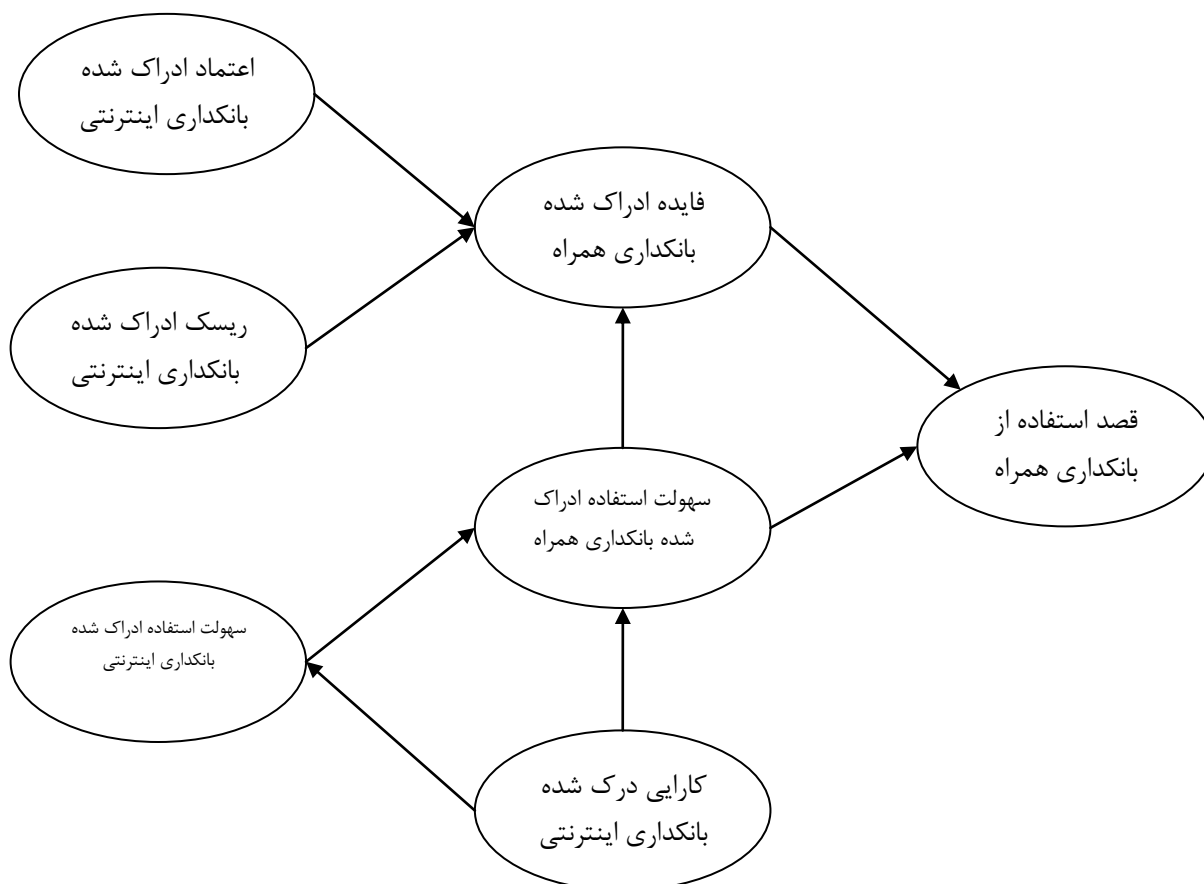 اعتماد ادراک شده
بانکداری اینترنتی
فایده ادراک شده
بانکداری همراه
ریسک ادراک شده
بانکداری اینترنتی
قصد استفاده از
بانکداری همراه
سهولت استفاده ادراک
شده بانکداری همراه
سهولت استفاده ادراک شده
بانکداری اینترنتی
کارایی درک شده
بانکداری اینترنتی